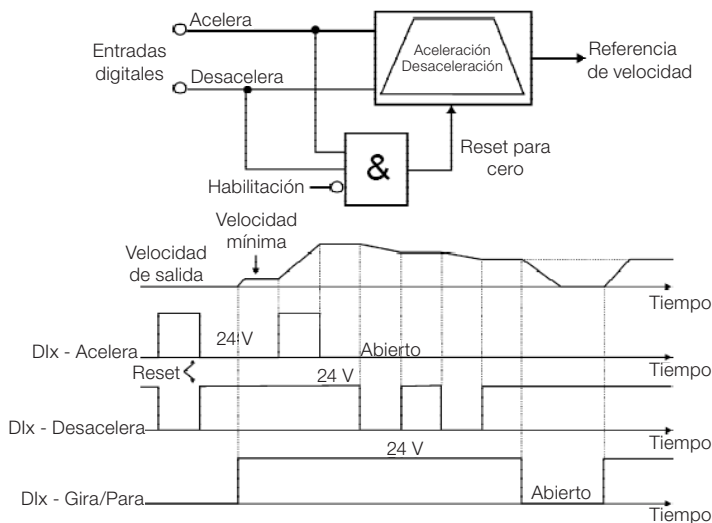 Acelera
Entradas
digitales
Desacelera
Aceleración
Desaceleración
Referencia
de velocidad
&
Reset para
cero
Habilitación
Velocidad
mínima
Velocidad
de salida
Tiempo
24 V
DIx - Acelera
Abierto
Tiempo
Reset
24 V
DIx - Desacelera
Tiempo
24 V
DIx - Gira/Para
Abierto
Tiempo